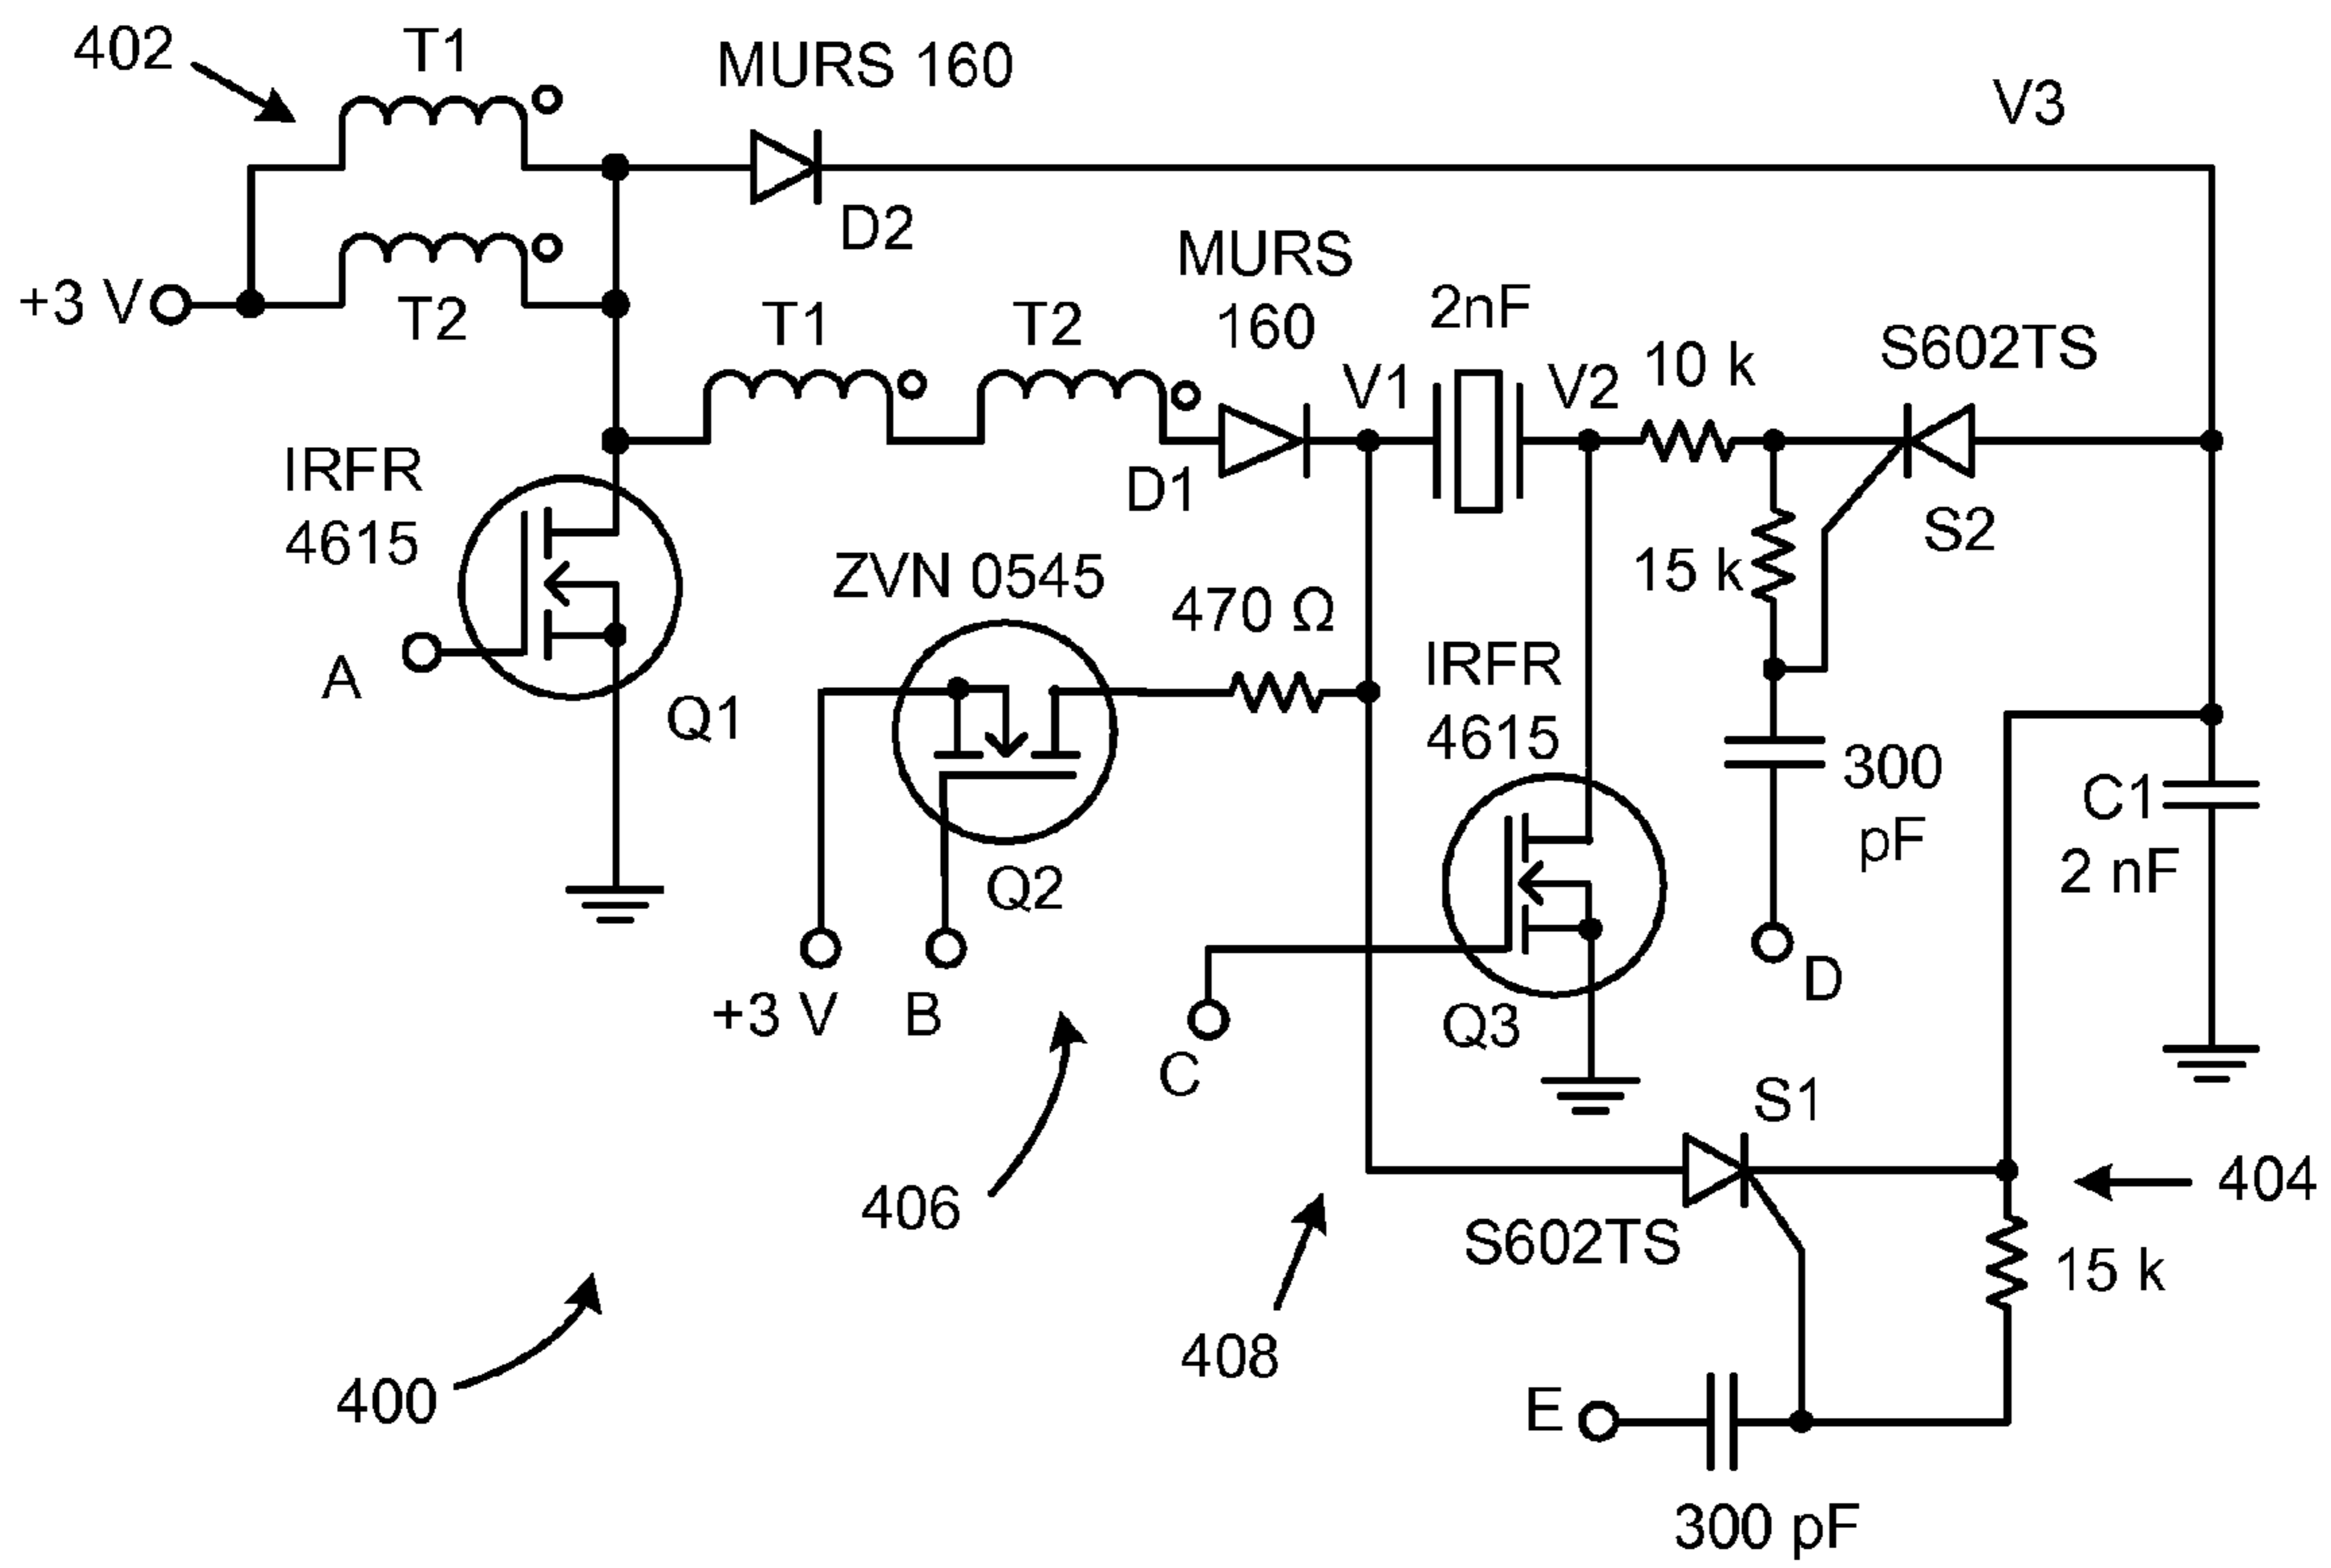 402
T1
MURS 160
V3
D2
+3 V
T2
MURS
160
T1
T2
2nF
V1
V2
10 k
S602TS
IRFR
4615
D1
S2
15 k
ZVN 0545
470 Ω
IRFR
4615
A
Q1
300
pF
C1
2 nF
Q2
+3 V
B
C
Q3
D
S1
406
404
S602TS
15 k
408
400
E
300 pF